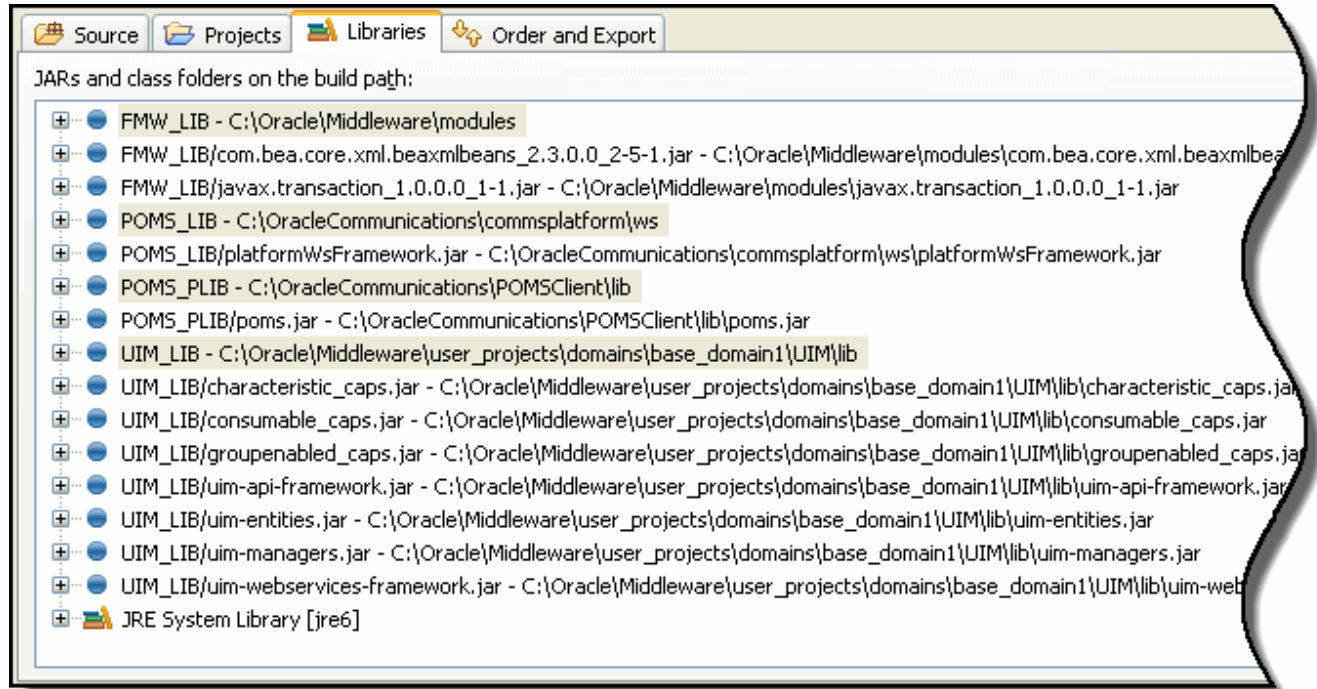 Source Projects Libraries Order and Export
JARs and class folders on the build path:
FMW_LIB - C:\Oracle\Middleware\modules
FMW_LIB/com.bea.core.xml.beaxmlbeans_2.3.0.0_2-5-1.jar - C:\Oracle\Middleware\modules\com.bea.core.xml.beaxmlbea
FMW_LIB/javax.transaction_1.0.0.0_1-1.jar - C:\Oracle\Middleware\modules\javax.transaction_1.0.0.0_1-1.jar
POMS_LIB - C:\OracleCommunications\commsplatform\ws
POMS_LIB/platformWsFramework.jar - C:\OracleCommunications\commsplatform\ws\platformWsFramework.jar
POMS_PLIB - C:\OracleCommunications\POMSClient\lib
POMS_PLIB/poms.jar - C:\OracleCommunications\POMSClient\lib\poms.jar
UIM_LIB - C:\Oracle\Middleware\user_projects\domains\base_domain1\UIM\lib
UIM_LIB/characteristic_caps.jar - C:\Oracle\Middleware\user_projects\domains\base_domain1\UIM\lib\characteristic_caps.jar
UIM_LIB/consumable_caps.jar - C:\Oracle\Middleware\user_projects\domains\base_domain1\UIM\lib\consumable_caps.jar
UIM_LIB/groupenabled_caps.jar - C:\Oracle\Middleware\user_projects\domains\base_domain1\UIM\lib\groupenabled_caps.jar
UIM_LIB/uim-api-framework.jar - C:\Oracle\Middleware\user_projects\domains\base_domain1\UIM\lib\uim-api-framework.jar
UIM_LIB/uim-entities.jar - C:\Oracle\Middleware\user_projects\domains\base_domain1\UIM\lib\uim-entities.jar
UIM_LIB/uim-managers.jar - C:\Oracle\Middleware\user_projects\domains\base_domain1\UIM\lib\uim-managers.jar
UIM_LIB/uim-webservices-framework.jar - C:\Oracle\Middleware\user_projects\domains\base_domain1\UIM\lib\uim-web
JRE System Library [jre6]